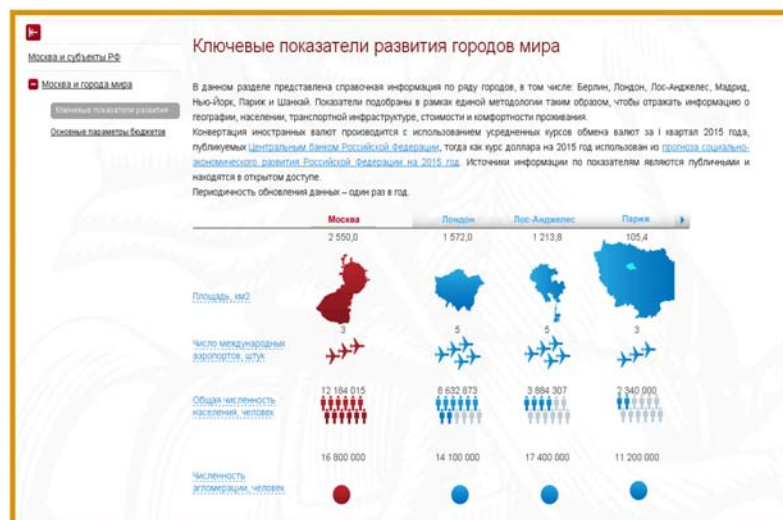 Ключевые показатели развития городов мира
Москва и субъекты РФ
Москва и города мира
Ключевые показатели развития
Основные параметры бюджетов
В данном разделе представлена справочная информация по ряду городов, в том числе: Берлин, Лондон, Лос-Анджелес, Мадрид,
Нью-Йорк, Париж и Шанхай. Показатели подобраны в рамках единой методологии таким образом, чтобы отражать информацию о
географии, населении, транспортной инфраструктуре, стоимости и комфортности проживания.
Конвертация иностранных валют производится с использованием усредненных курсов обмена валют за I квартал 2015 года,
публикуемых Центральным банком Российской Федерации, тогда как курс доллара на 2015 год использован из прогноза социально-
экономического развития Российской Федерации на 2015 год. Источники информации по показателям являются публичными и
находятся в открытом доступе.
Периодичность обновления данных – один раз в год.
Москва Лондон Лос-Анджелес Париж
2 550,0 1 572,0 1 213,8 105,4
Площадь, км2
3 5 5 3
Число международных
аэропортов, штук
12 184 015 8 632 873 3 884 307 2 340 000
Общая численность
населения, человек
16 800 000 14 100 000 17 400 000 11 200 000
Численность
агломерации, человек